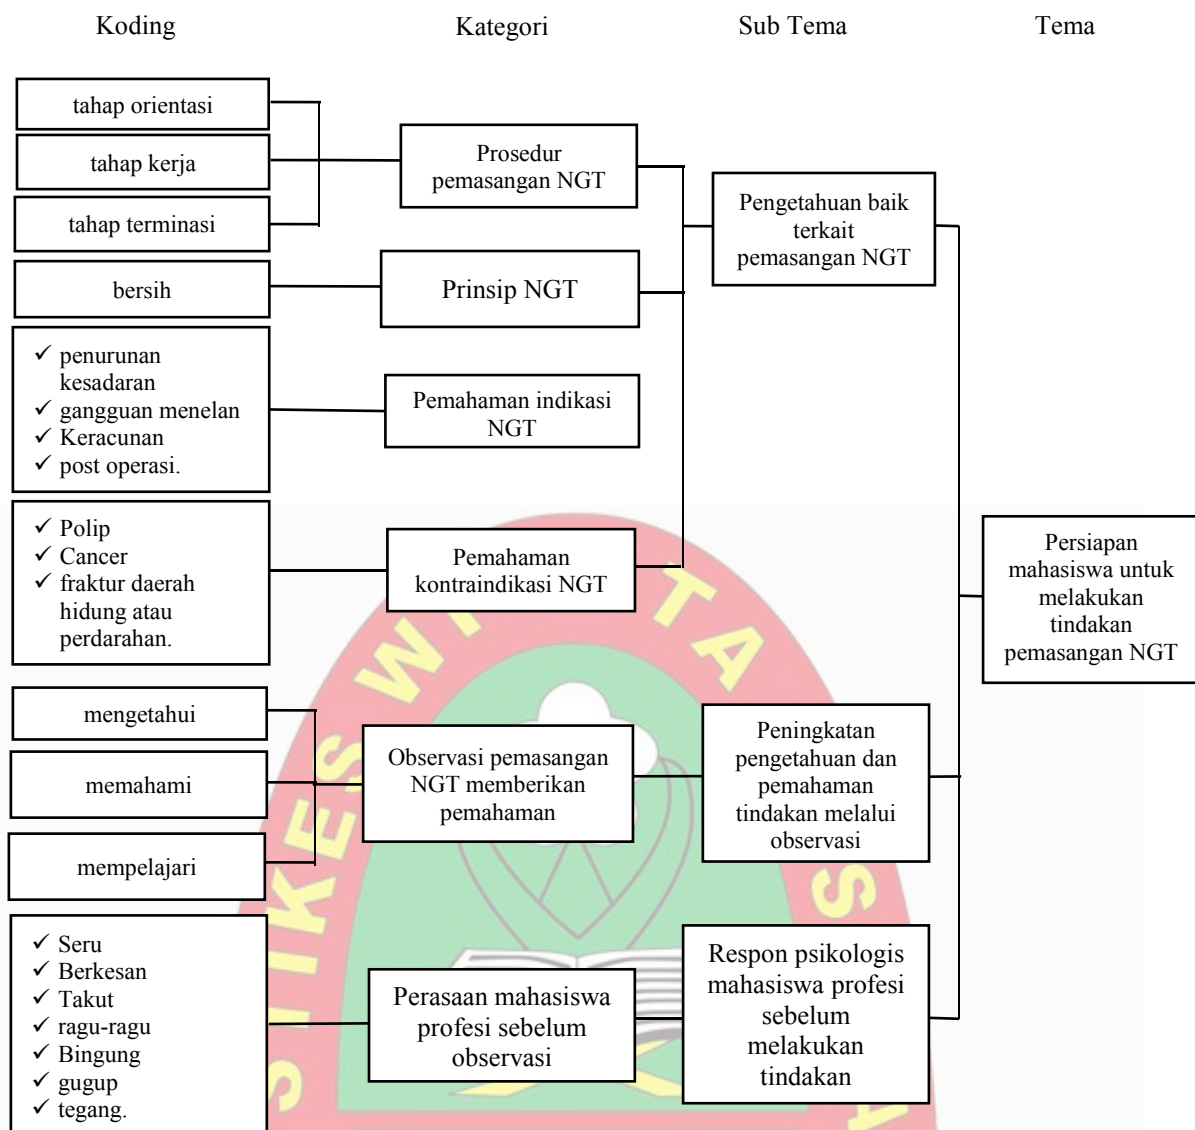 Koding
Kategori
Sub Tema
Tema
tahap orientasi
tahap kerja
tahap terminasi
Prosedur
pemasangan NGT
Pengetahuan baik
terkait
pemasangan NGT
bersih
Prinsip NGT
✓ penurunan
kesadaran
✓ gangguan menelan
✓ Keracunan
✓ post operasi.
Pemahaman indikasi
NGT
✓ Polip
✓ Cancer
✓ fraktur daerah
hidung atau
perdarahan.
Pemahaman
kontraindikasi NGT
Persiapan
mahasiswa untuk
melakukan
tindakan
pemasangan NGT
mengetahui
memahami
mempelajari
Observasi pemasangan
NGT memberikan
pemahaman
Peningkatan
pengetahuan dan
pemahaman
tindakan melalui
observasi
✓ Seru
✓ Berkesan
✓ Takut
✓ ragu-ragu
✓ Bingung
✓ gugup
✓ tegang.
Perasaan mahasiswa
profesi sebelum
observasi
Respon psikologis
mahasiswa profesi
sebelum
melakukan
tindakan
STIKES